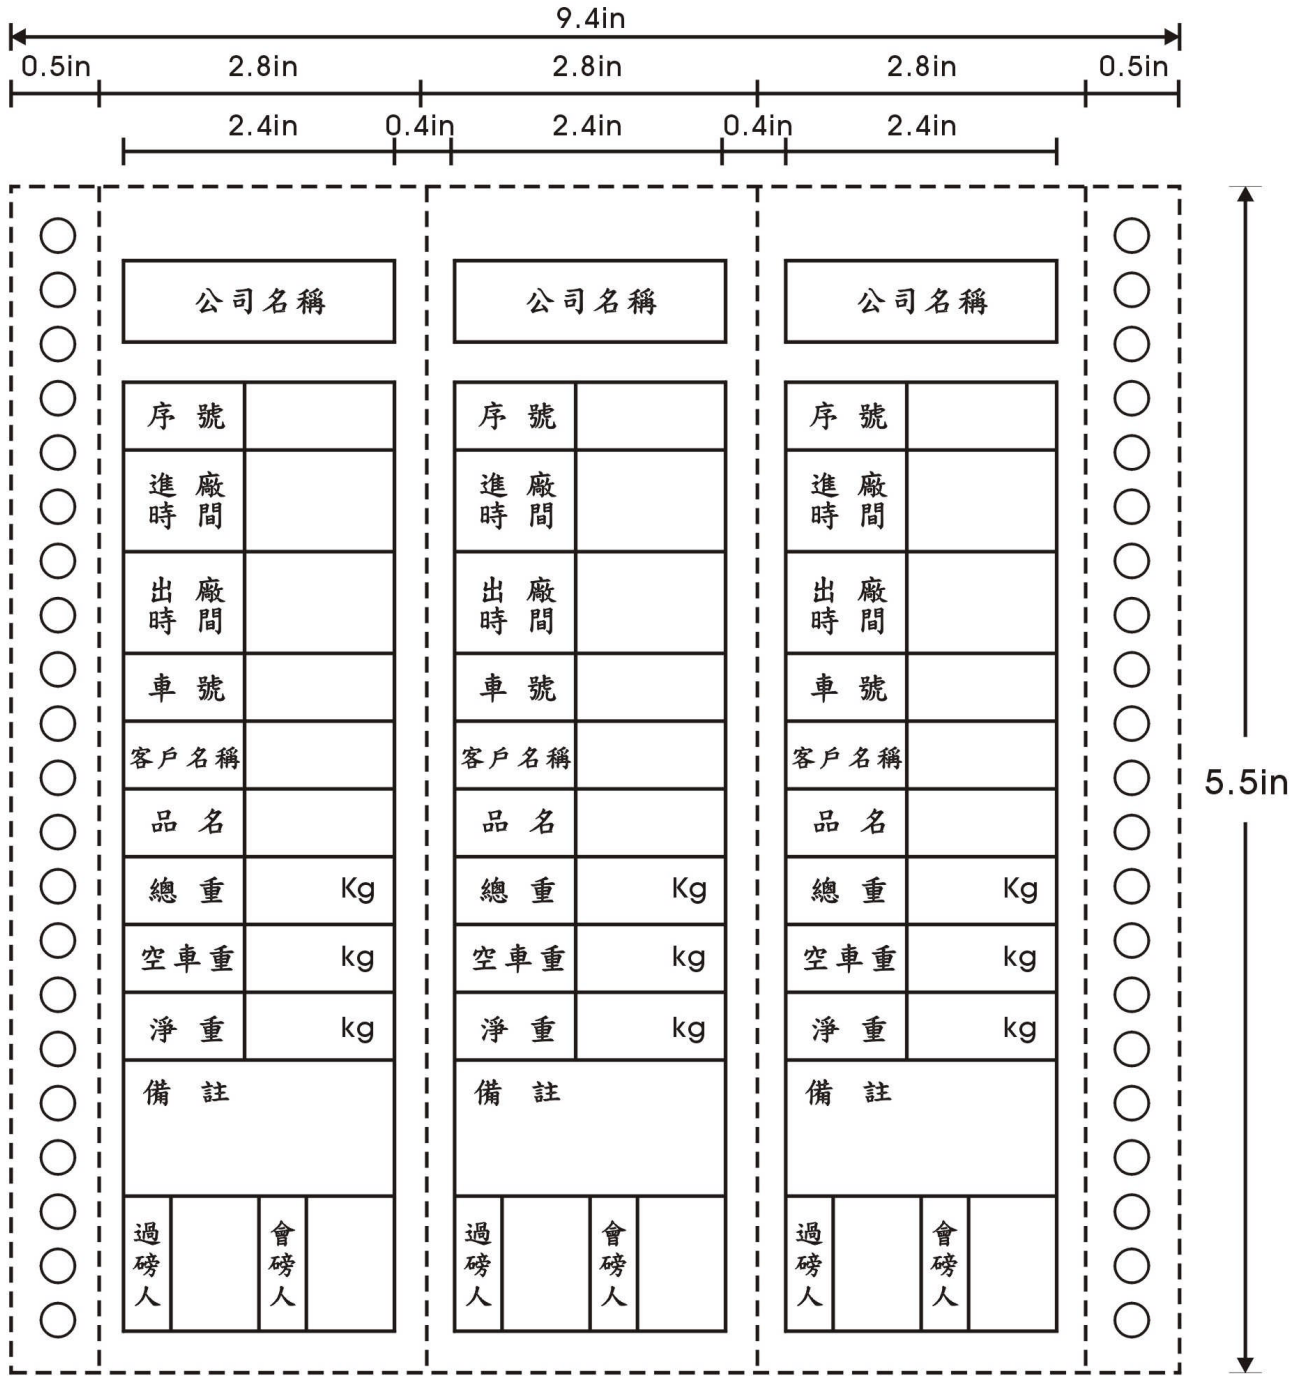 9.4in
0.5in 2.8in 2.8in 2.8in 0.5in
2.4in 0.4in 2.4in 0.4in 2.4in
公司名稱 公司名稱 公司名稱
序號 序號 序號
進廠 進廠 進廠
時間 時間 時間
出廠 出廠 出廠
時間 時間 時間
車號 車號 車號
客戶名稱 客戶名稱 客戶名稱
5.5in
品名 品名 品名
總重 Kg 總重 Kg 總重 Kg
空車重 kg 空車重 kg 空車重 kg
淨重 kg 淨重 kg 淨重 kg
備註 備註 備註
過磅人 會磅人 過磅人 會磅人 過磅人 會磅人